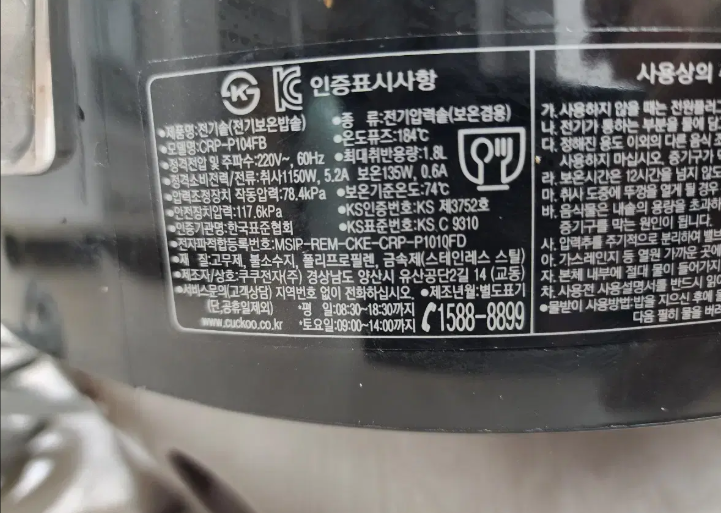 인증표시사항
•제품명:전기솥(전기보온밥솥) •종 류:전기압력솥(보온겸용)
•모델명:CRP-P104FB •온도퓨즈:184℃
•정격전압 및 주파수:220V~, 60Hz •최대취반용량:1.8L
•정격소비전력/전류:취사1150W, 5.2A 보온135W, 0.6A
•압력조정장치 작동압력:78.4kPa •보온기준온도:74℃
•안전장치압력:117.6kPa •KS인증번호:KS 제3752호
•인증기관명:한국표준협회 •KS표준번호:KS C 9310
•전자파적합등록번호:MSIP-REM-CKE-CRP-P1010FD
•재 질:고무제, 불소수지, 폴리프로필렌, 금속제(스테인레스 스틸)
•제조자/상호:쿠쿠전자(주) 경상남도 양산시 유산공단2길 14 (교동)
•서비스문의(고객상담) 지역번호 없이 전화하십시오. •제조년월:별도표기
(단,공휴일제외) *평 일:08:30~18:30까지
www.cuckoo.co.kr *토요일:09:00~14:00까지 1588-8899
사용상의
가. 사용하지 않을 때는 전원플러
나. 전기가 통하는 부분을 물에 담
다. 정해진 용도 이외의 다른 음식
사용하지 마십시오. 증기구가
라. 보온시간은 12시간을 넘지 않도
마. 취사 도중에 뚜껑을 열게 될 경우
바. 음식물은 내솥의 용량을 초과하
증기구를 막는 원인이 됩니다.
사. 압력추를 주기적으로 분리하여 밸브
아. 가스레인지 등 열원 가까운 곳에
자. 본체 내부에 절대 물이 들어가지
차. 사용전 사용설명서를 반드시 읽
•물받이 사용방법:밥을 지으신 후에
다음 필히 물을 버려